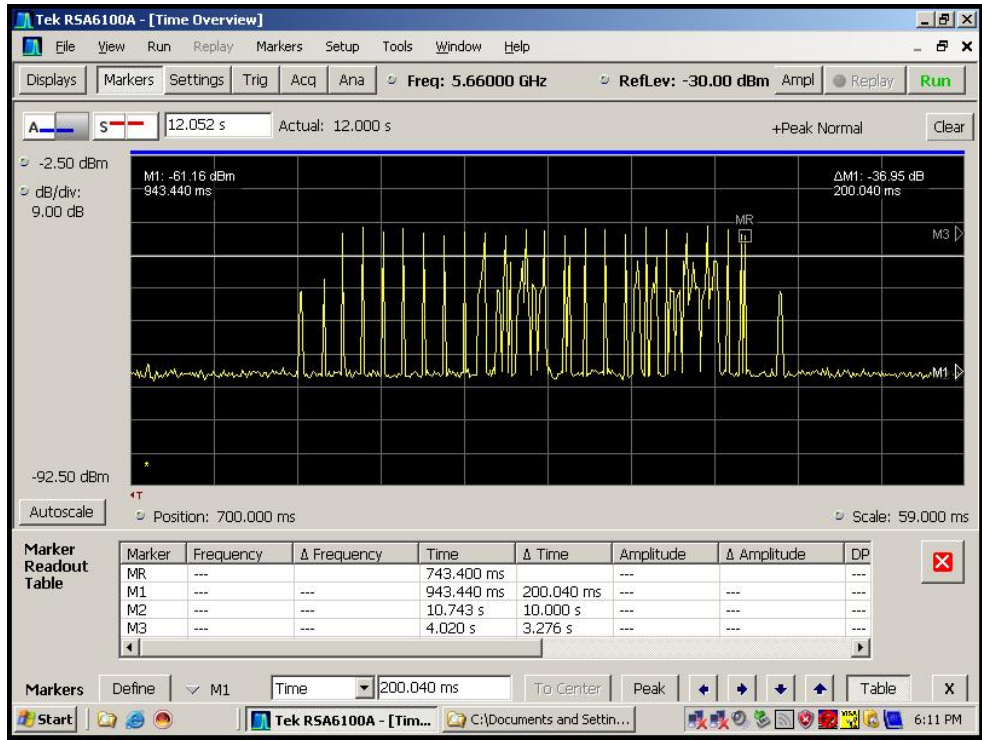 Tek RSA6100A - [Time Overview]
File View Run Replay Markers Setup Tools Window Help
Displays Markers Settings Trig Acq Ana Freq: 5.66000 GHz RefLev: -30.00 dBm Ampl Replay Run
A S 12.052 s Actual: 12.000 s +Peak Normal Clear
-2.50 dBm
dB/div:
9.00 dB
M1: -61.16 dBm
943.440 ms
ΔM1: -36.95 dB
200.040 ms
MR
M3
M1
-92.50 dBm
T
Autoscale Position: 700.000 ms Scale: 59.000 ms
Marker Readout Table
Marker Frequency Δ Frequency Time Δ Time Amplitude Δ Amplitude DP
MR --- 743.400 ms --- ---
M1 --- --- 943.440 ms 200.040 ms --- --- ---
M2 --- --- 10.743 s 10.000 s --- --- ---
M3 --- --- 4.020 s 3.276 s --- --- ---
Markers Define M1 Time 200.040 ms To Center Peak Table X
Start Tek RSA6100A - [Tim... C:\Documents and Settin... 6:11 PM